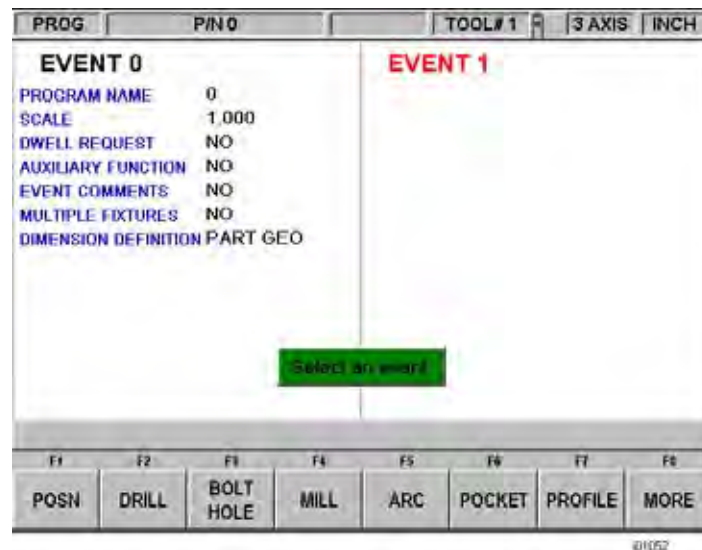 PROG P/N 0 TOOL# 1 R 3 AXIS INCH
EVENT 0
PROGRAM NAME 0
SCALE 1.000
DWELL REQUEST NO
AUXILIARY FUNCTION NO
EVENT COMMENTS NO
MULTIPLE FIXTURES NO
DIMENSION DEFINITION PART GEO
EVENT 1
Select an event
F1 F2 F3 F4 F5 F6 F7 F8
POSN DRILL BOLT HOLE MILL ARC POCKET PROFILE MORE
i01052